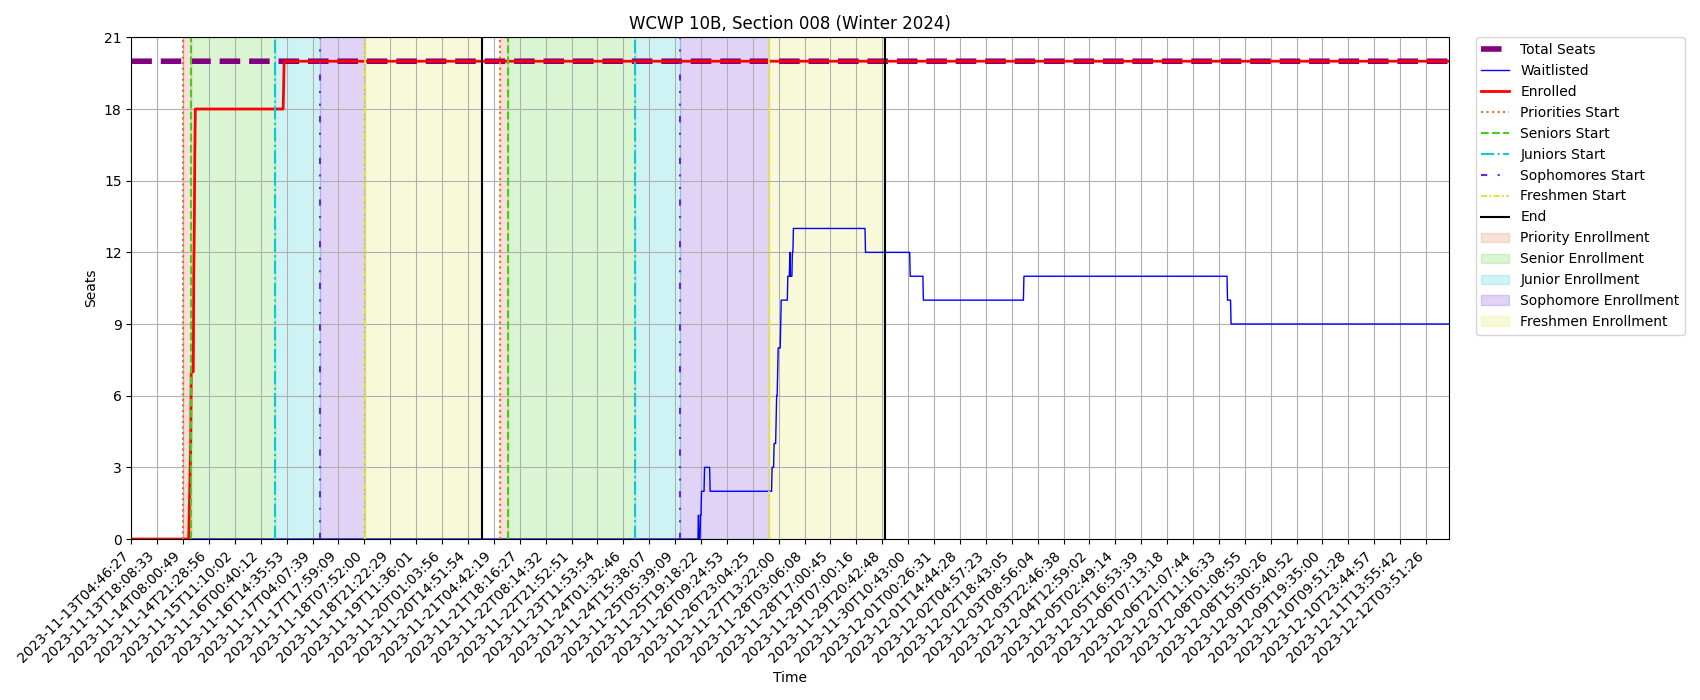 WCWP 10B, Section 008 (Winter 2024)
21
18
15
12
9
6
3
0
Seats
2023-11-13T04:46:27
2023-11-13T18:08:33
2023-11-14T08:00:49
2023-11-14T21:28:56
2023-11-15T11:10:02
2023-11-16T00:40:12
2023-11-16T14:35:53
2023-11-17T04:07:39
2023-11-17T17:59:09
2023-11-18T07:52:00
2023-11-18T21:22:29
2023-11-19T11:36:01
2023-11-20T01:03:56
2023-11-20T14:51:54
2023-11-21T04:42:19
2023-11-21T18:16:27
2023-11-22T08:14:32
2023-11-22T21:52:51
2023-11-23T11:53:54
2023-11-24T01:32:46
2023-11-24T15:38:07
2023-11-25T05:39:09
2023-11-25T19:18:22
2023-11-26T09:24:53
2023-11-26T23:04:25
2023-11-27T13:22:00
2023-11-28T03:06:08
2023-11-28T17:00:45
2023-11-29T07:00:16
2023-11-29T20:42:48
2023-11-30T10:43:00
2023-12-01T00:26:31
2023-12-01T14:44:28
2023-12-02T04:57:23
2023-12-02T18:43:05
2023-12-03T08:56:04
2023-12-03T22:46:38
2023-12-04T12:59:02
2023-12-05T02:49:14
2023-12-05T16:53:39
2023-12-06T07:13:18
2023-12-06T21:07:44
2023-12-07T11:16:33
2023-12-08T01:08:55
2023-12-08T15:30:26
2023-12-09T05:40:52
2023-12-09T19:35:00
2023-12-10T09:51:28
2023-12-10T23:44:57
2023-12-11T13:55:42
2023-12-12T03:51:26
Time
Total Seats
Waitlisted
Enrolled
Priorities Start
Seniors Start
Juniors Start
Sophomores Start
Freshmen Start
End
Priority Enrollment
Senior Enrollment
Junior Enrollment
Sophomore Enrollment
Freshmen Enrollment